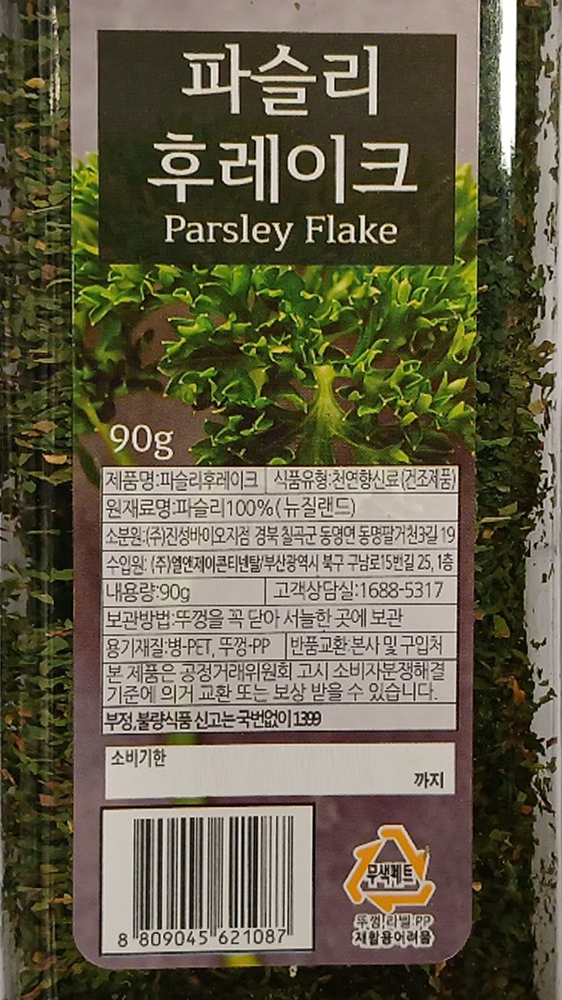 파슬리
후레이크
Parsley Flake
90g
제품명:파슬리후레이크 식품유형:천연향신료(건조제품)
원재료명:파슬리100%(뉴질랜드)
소분원:(주)진성바이오지점 경북 칠곡군 동명면 동명팔거천3길 19
수입원: (주)엠앤제이콘티넨탈/부산광역시 북구 구남로15번길 25, 1층
내용량:90g 고객상담실:1688-5317
보관방법:뚜껑을 꼭 닫아 서늘한 곳에 보관
용기재질:병-PET, 뚜껑-PP 반품교환:본사 및 구입처
본 제품은 공정거래위원회 고시 소비자분쟁해결
기준에 의거 교환 또는 보상 받을 수 있습니다.
부정,불량식품 신고는 국번없이 1399
소비기한
까지
무색페트
뚜껑/라벨:PP
재활용어려움
8 809045 621087